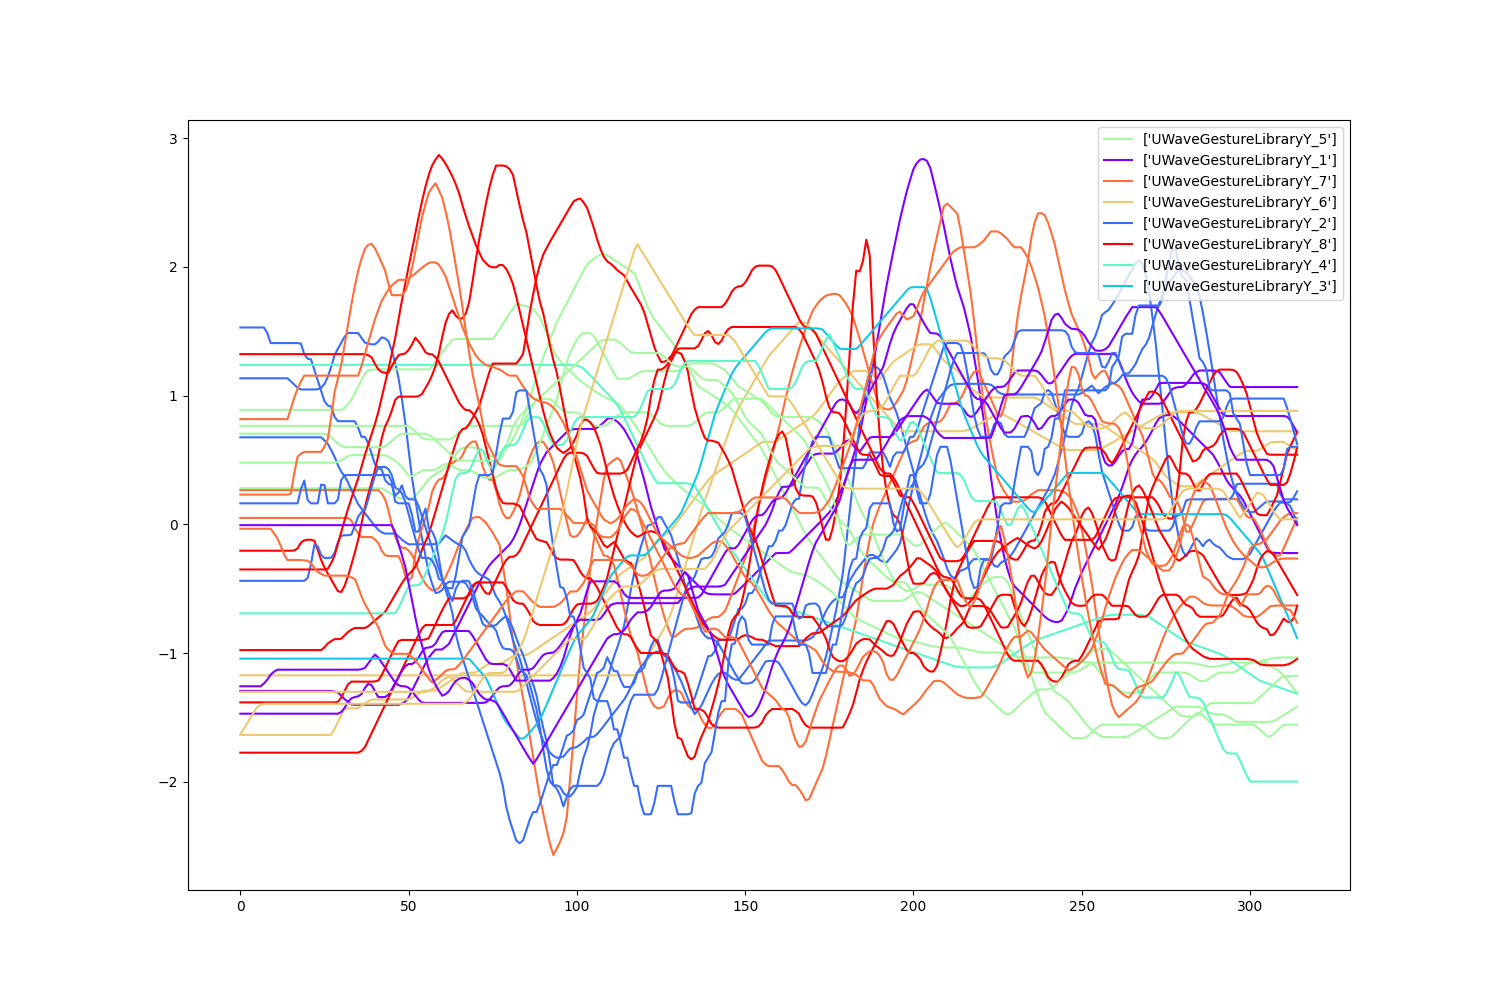 3
2
1
0
−1
−2
0
50
100
150
200
250
300
['UWaveGestureLibraryY_5']
['UWaveGestureLibraryY_1']
['UWaveGestureLibraryY_7']
['UWaveGestureLibraryY_6']
['UWaveGestureLibraryY_2']
['UWaveGestureLibraryY_8']
['UWaveGestureLibraryY_4']
['UWaveGestureLibraryY_3']